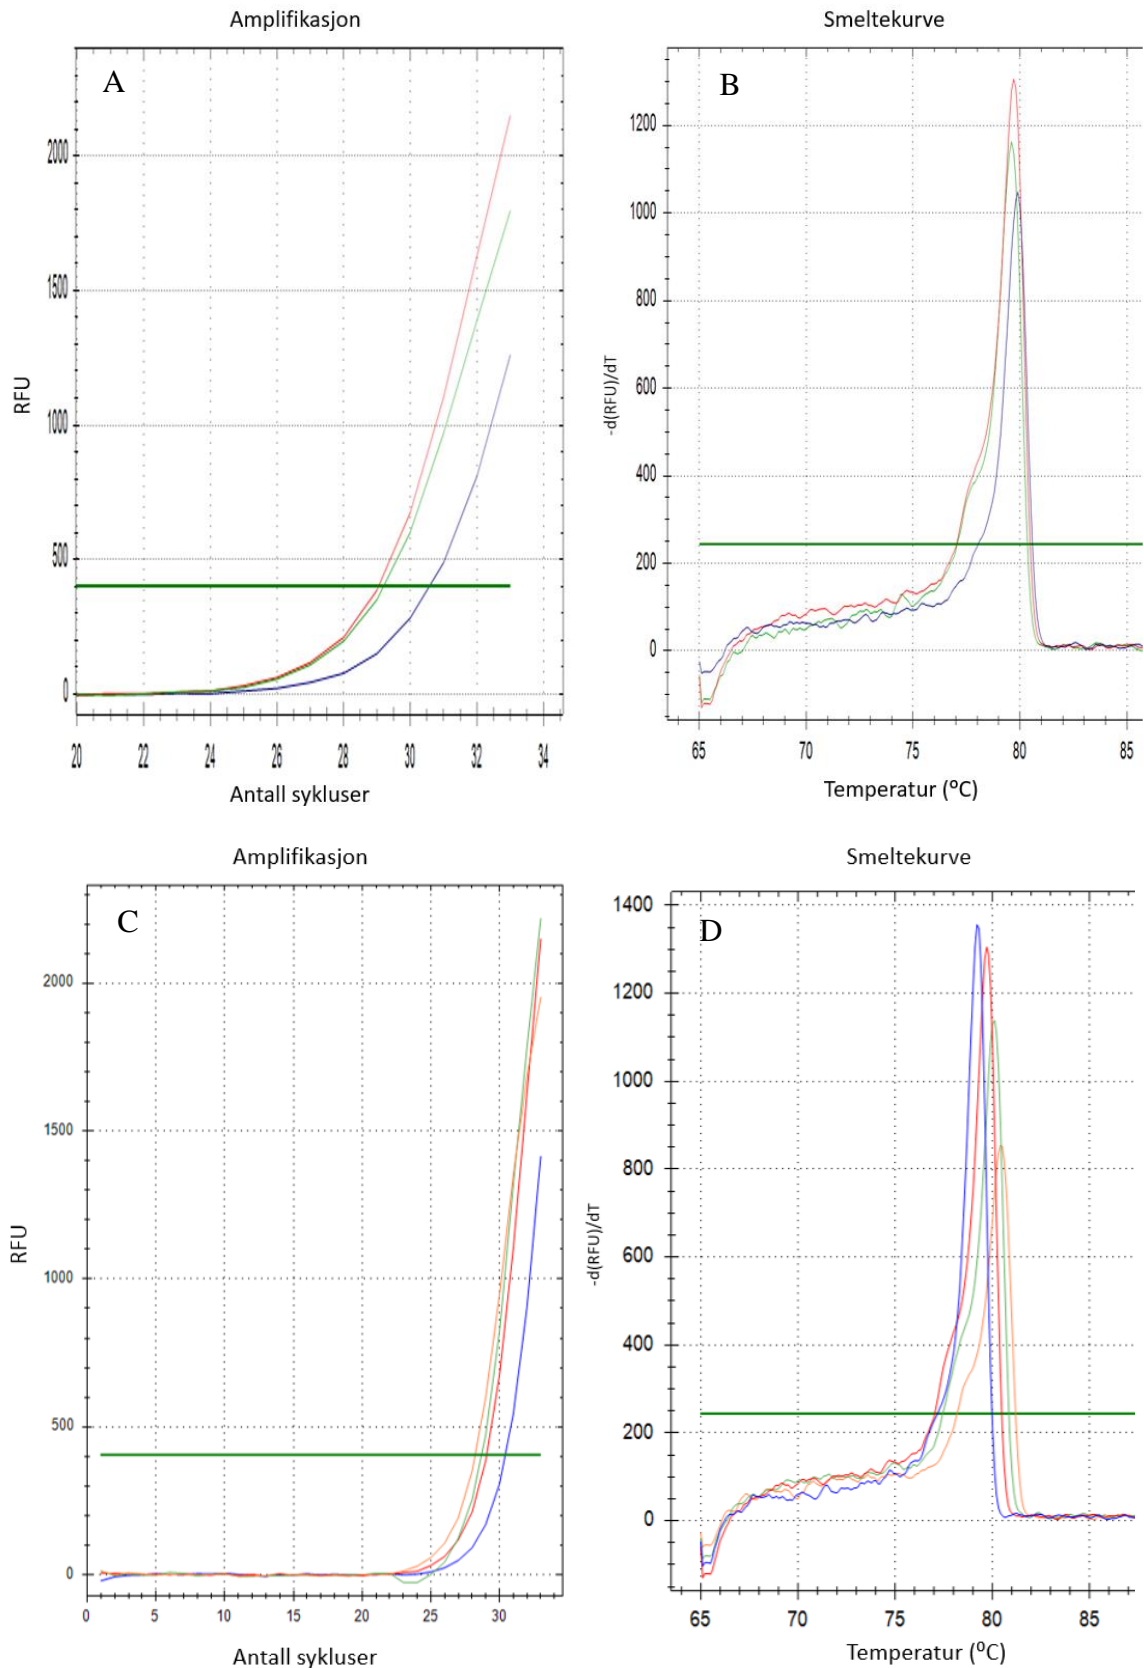 Amplifikasjon
A
RFU
2000
1500
1000
500
0
20 22 24 26 28 30 32 34
Antall sykluser
Smeltekurve
B
-d(RFU)/dT
1200
1000
800
600
400
200
0
65 70 75 80 85
Temperatur (⁰C)
Amplifikasjon
C
RFU
2000
1500
1000
500
0
0 5 10 15 20 25 30
Antall sykluser
Smeltekurve
D
-d(RFU)/dT
1400
1200
1000
800
600
400
200
0
65 70 75 80 85
Temperatur (⁰C)